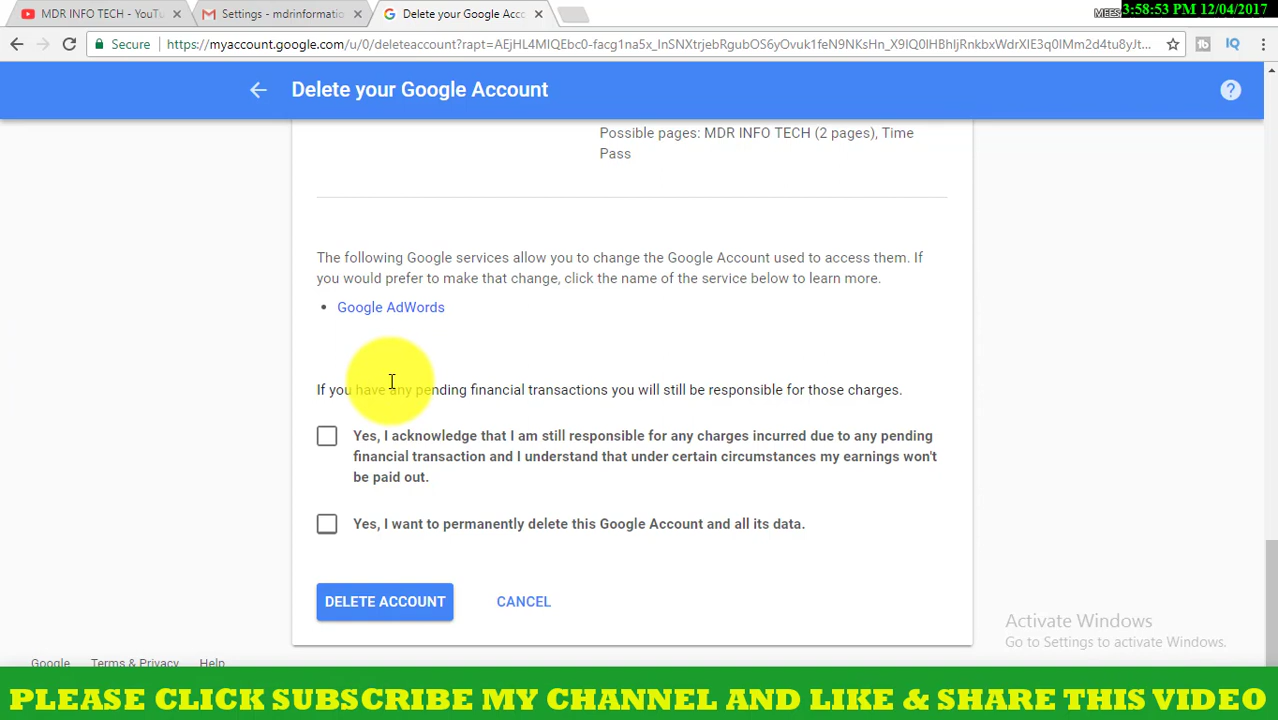 MDR INFO TECH - YouTu
Settings - mdrinformatio
Delete your Google Acco
3:58:53 PM 12/04/2017
Secure
https://myaccount.google.com/u/0/deleteaccount?rapt=
Delete your Google Account
Possible pages: MDR INFO TECH (2 pages), Time
Pass
The following Google services allow you to change the Google Account used to access them. If
you would prefer to make that change, click the name of the service below to learn more.
• Google AdWords
If you have any pending financial transactions you will still be responsible for those charges.
Yes, I acknowledge that I am still responsible for any charges incurred due to any pending
financial transaction and I understand that under certain circumstances my earnings won't
be paid out.
Yes, I want to permanently delete this Google Account and all its data.
DELETE ACCOUNT CANCEL
Activate Windows
Go to Settings to activate Windows.
Google Terms & Privacy Help
PLEASE CLICK SUBSCRIBE MY CHANNEL AND LIKE & SHARE THIS VIDEO